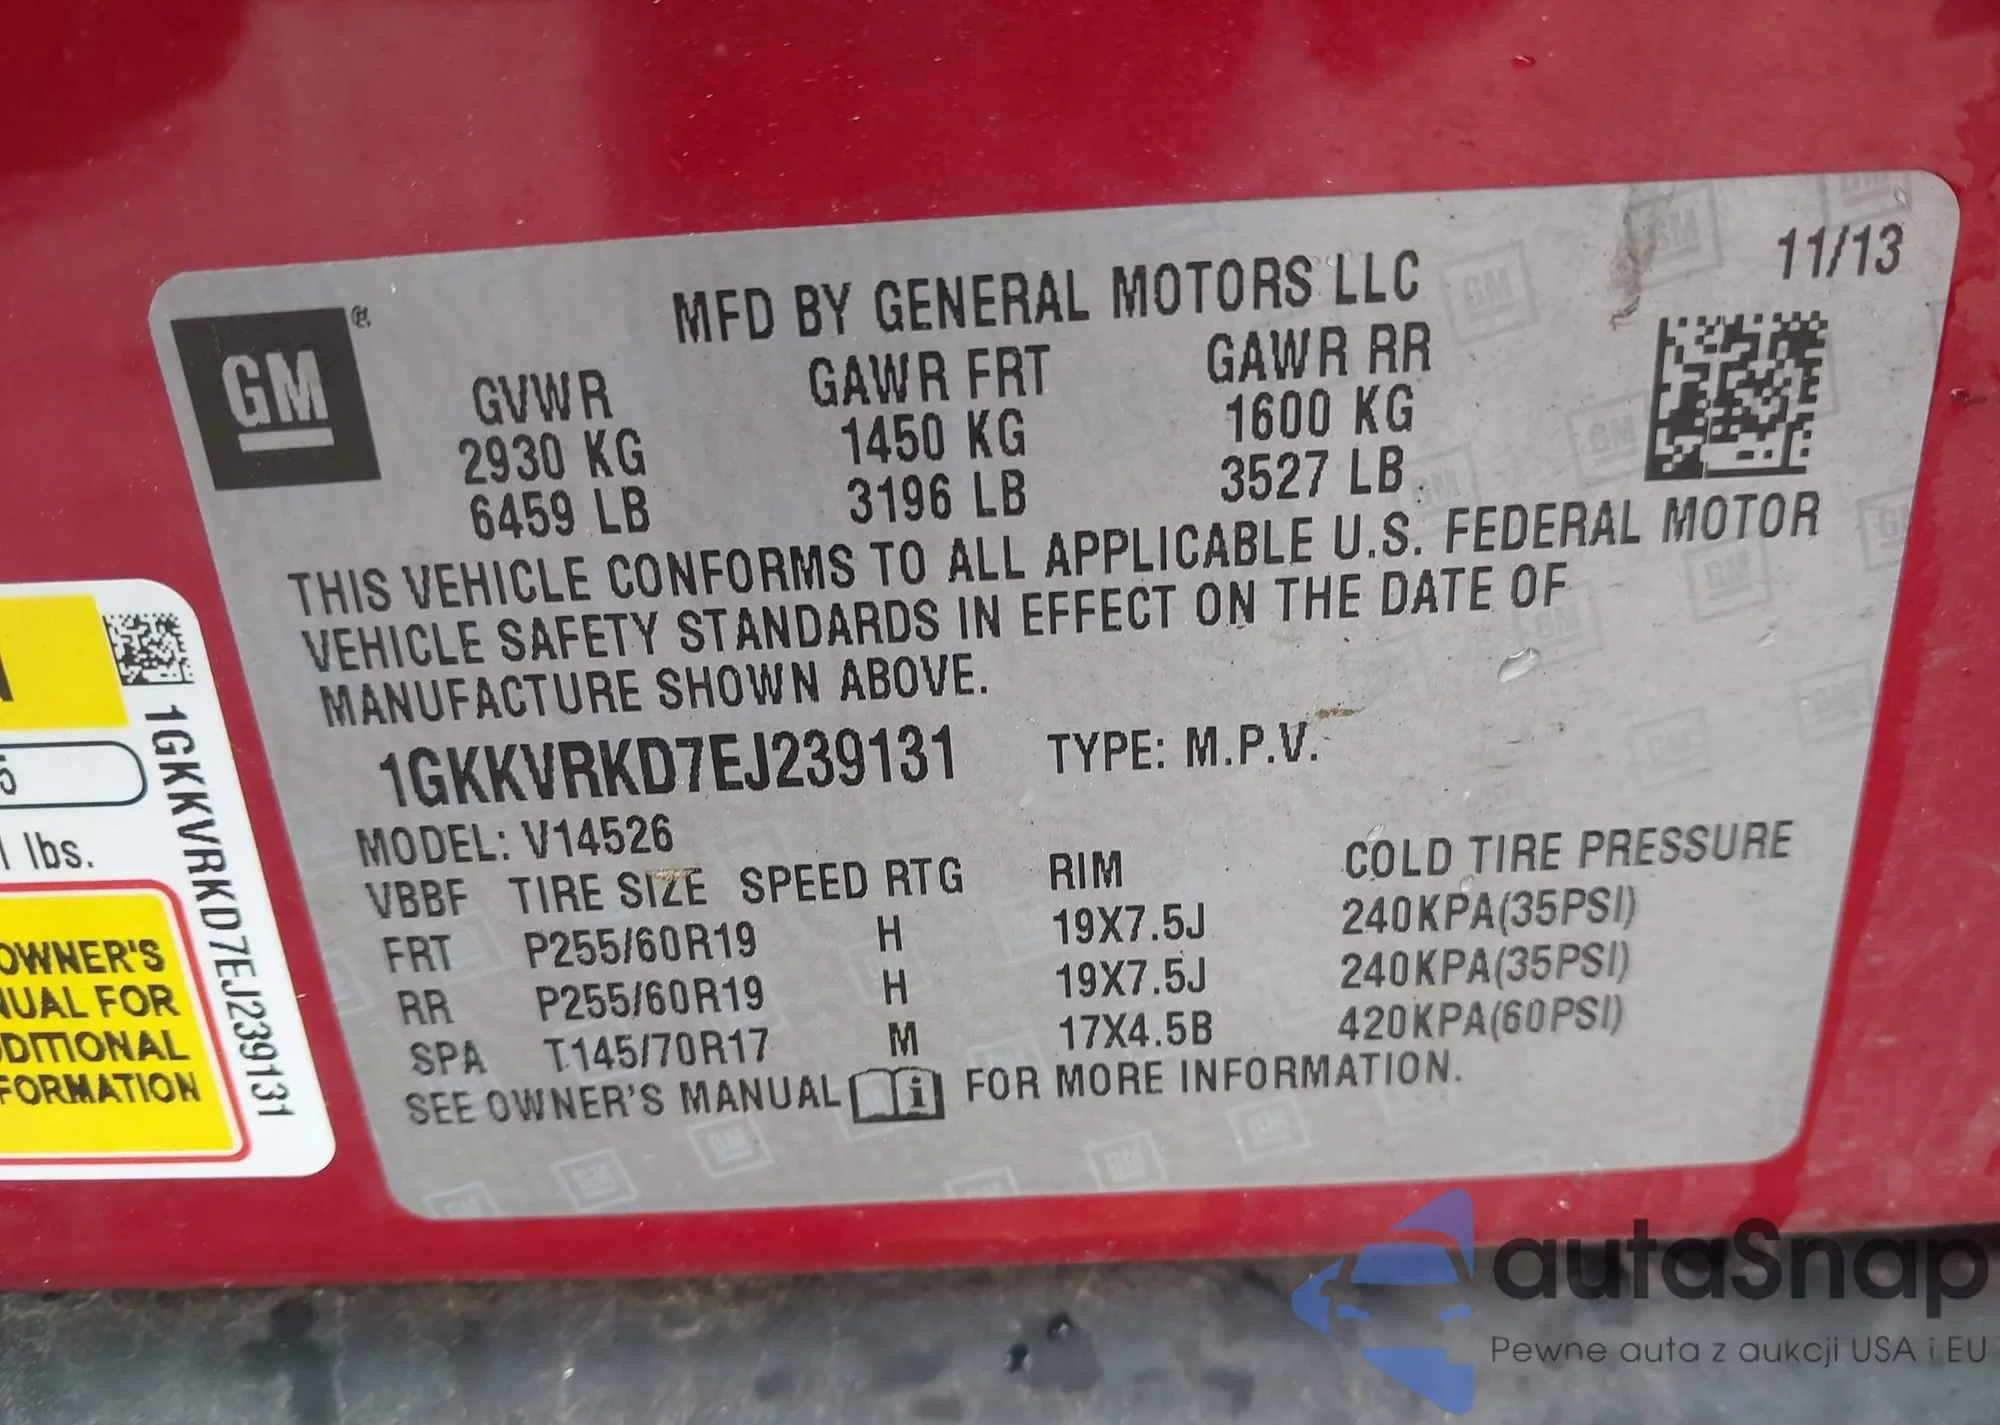 11/13
MFD BY GENERAL MOTORS LLC
GM ®
GVWR GAWR FRT GAWR RR
2930 KG 1450 KG 1600 KG
6459 LB 3196 LB 3527 LB
THIS VEHICLE CONFORMS TO ALL APPLICABLE U.S. FEDERAL MOTOR
VEHICLE SAFETY STANDARDS IN EFFECT ON THE DATE OF
MANUFACTURE SHOWN ABOVE.
1GKKVRKD7EJ239131 TYPE: M.P.V.
MODEL: V14526
VBBF TIRE SIZE SPEED RTG RIM COLD TIRE PRESSURE
FRT P255/60R19 H 19X7.5J 240KPA(35PSI)
RR P255/60R19 H 19X7.5J 240KPA(35PSI)
SPA T145/70R17 M 17X4.5B 420KPA(60PSI)
SEE OWNER'S MANUAL i FOR MORE INFORMATION.
1GKKVRKD7EJ239131
5
lbs.
OWNER'S
NUAL FOR
DDITIONAL
FORMATION
autaSnap
Pewne auta z aukcji USA i EU